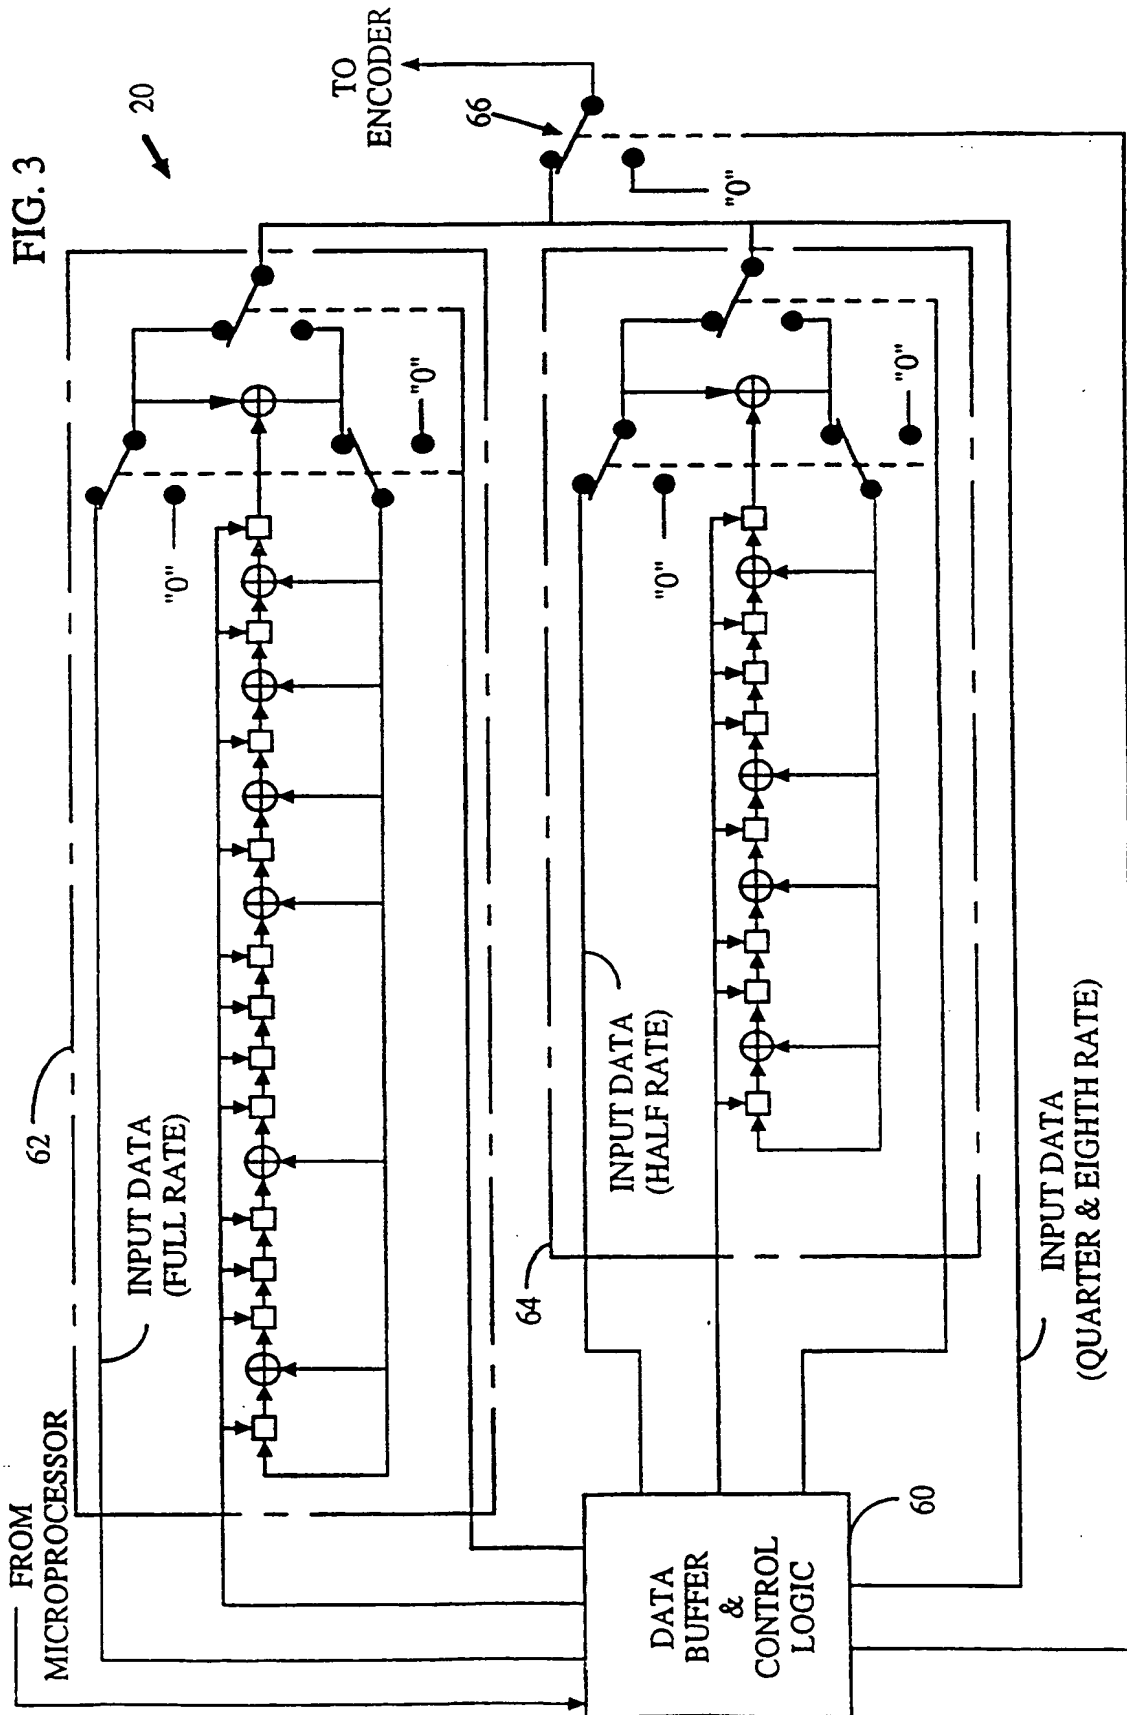 FIG. 3
20
FROM
MICROPROCESSOR
62
INPUT DATA
(FULL RATE)
"0"
"0"
TO
ENCODER
66
"0"
64
INPUT DATA
(HALF RATE)
"0"
"0"
DATA
BUFFER
&
CONTROL
LOGIC
60
INPUT DATA
(QUARTER & EIGHTH RATE)